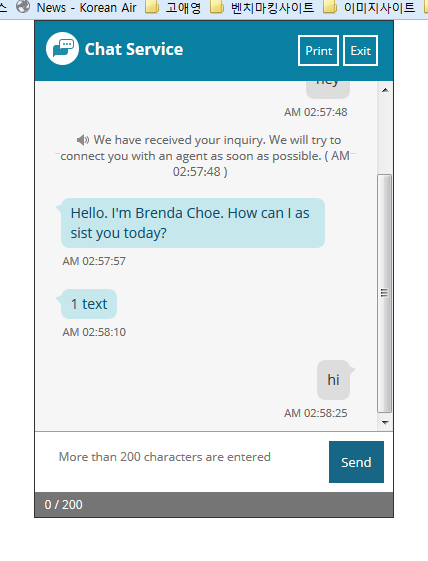 스 News - Korean Air 고애영 벤치마킹사이트 이미지사이트
Chat Service
Print Exit
hey
AM 02:57:48
We have received your inquiry. We will try to
connect you with an agent as soon as possible. ( AM
02:57:48 )
Hello. I'm Brenda Choe. How can I as
sist you today?
AM 02:57:57
1 text
AM 02:58:10
hi
AM 02:58:25
More than 200 characters are entered
Send
0 / 200